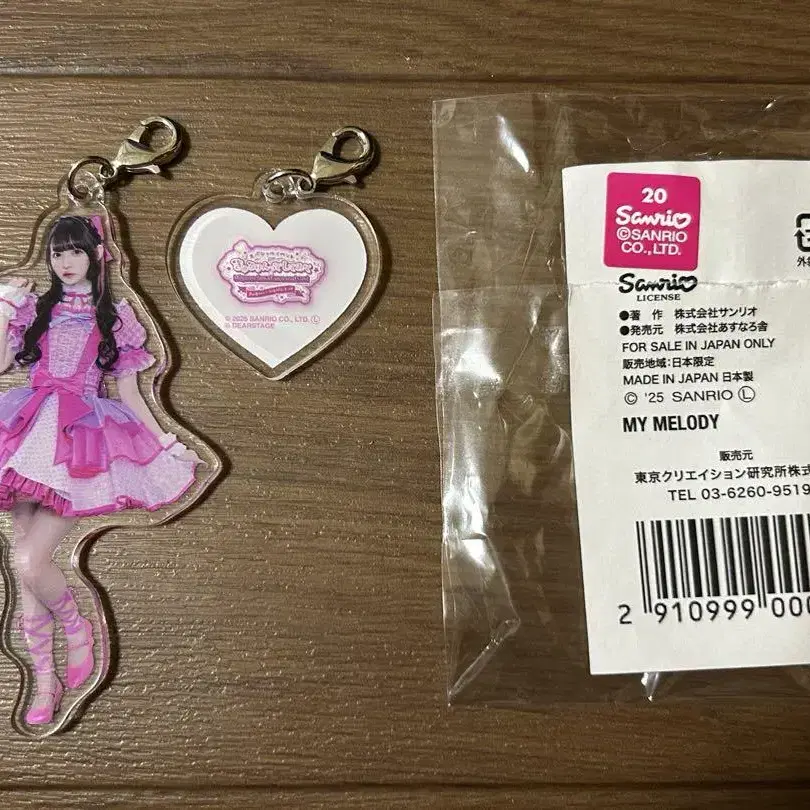 © 2025 SANRIO CO., LTD. Ⓛ
© DEARSTAGE
20
Sanrio
©SANRIO
CO., LTD.
Sanrio
LICENSE
●著 作 株式会社サンリオ
●発売元 株式会社あすなろ舎
FOR SALE IN JAPAN ONLY
販売地域:日本限定
MADE IN JAPAN 日本製
© '25 SANRIO Ⓛ
MY MELODY
販売元
東京クリエイション研究所株式
TEL 03-6260-9519
2 910999 000